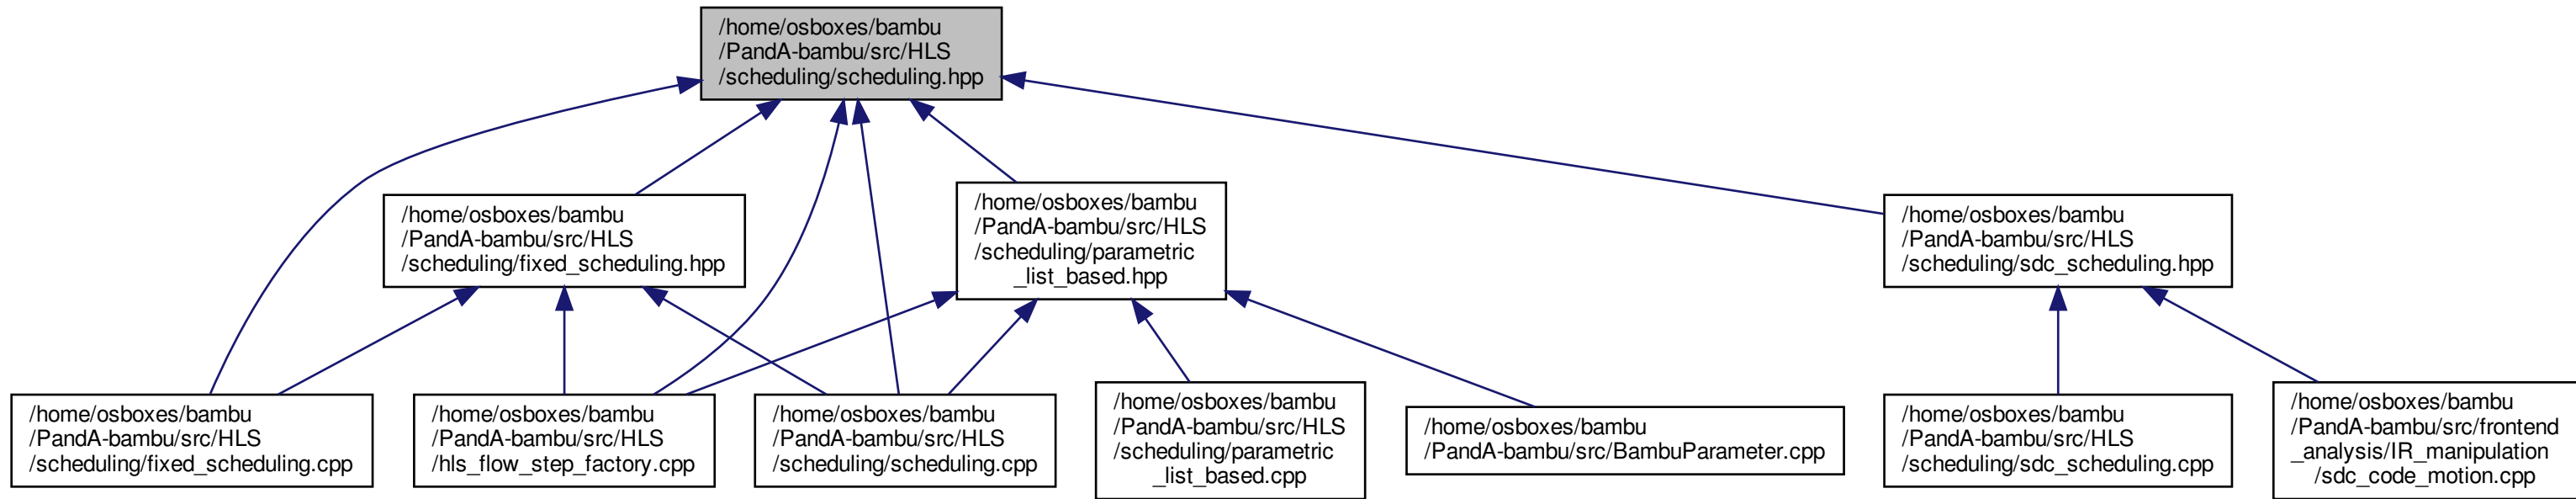 /home/osboxes/bambu
/PandA-bambu/src/HLS
/scheduling/scheduling.hpp
/home/osboxes/bambu
/PandA-bambu/src/HLS
/scheduling/fixed_scheduling.hpp
/home/osboxes/bambu
/PandA-bambu/src/HLS
/scheduling/parametric
_list_based.hpp
/home/osboxes/bambu
/PandA-bambu/src/HLS
/scheduling/sdc_scheduling.hpp
/home/osboxes/bambu
/PandA-bambu/src/HLS
/scheduling/fixed_scheduling.cpp
/home/osboxes/bambu
/PandA-bambu/src/HLS
/hls_flow_step_factory.cpp
/home/osboxes/bambu
/PandA-bambu/src/HLS
/scheduling/scheduling.cpp
/home/osboxes/bambu
/PandA-bambu/src/HLS
/scheduling/parametric
_list_based.cpp
/home/osboxes/bambu
/PandA-bambu/src/BambuParameter.cpp
/home/osboxes/bambu
/PandA-bambu/src/HLS
/scheduling/sdc_scheduling.cpp
/home/osboxes/bambu
/PandA-bambu/src/frontend
_analysis/IR_manipulation
/sdc_code_motion.cpp